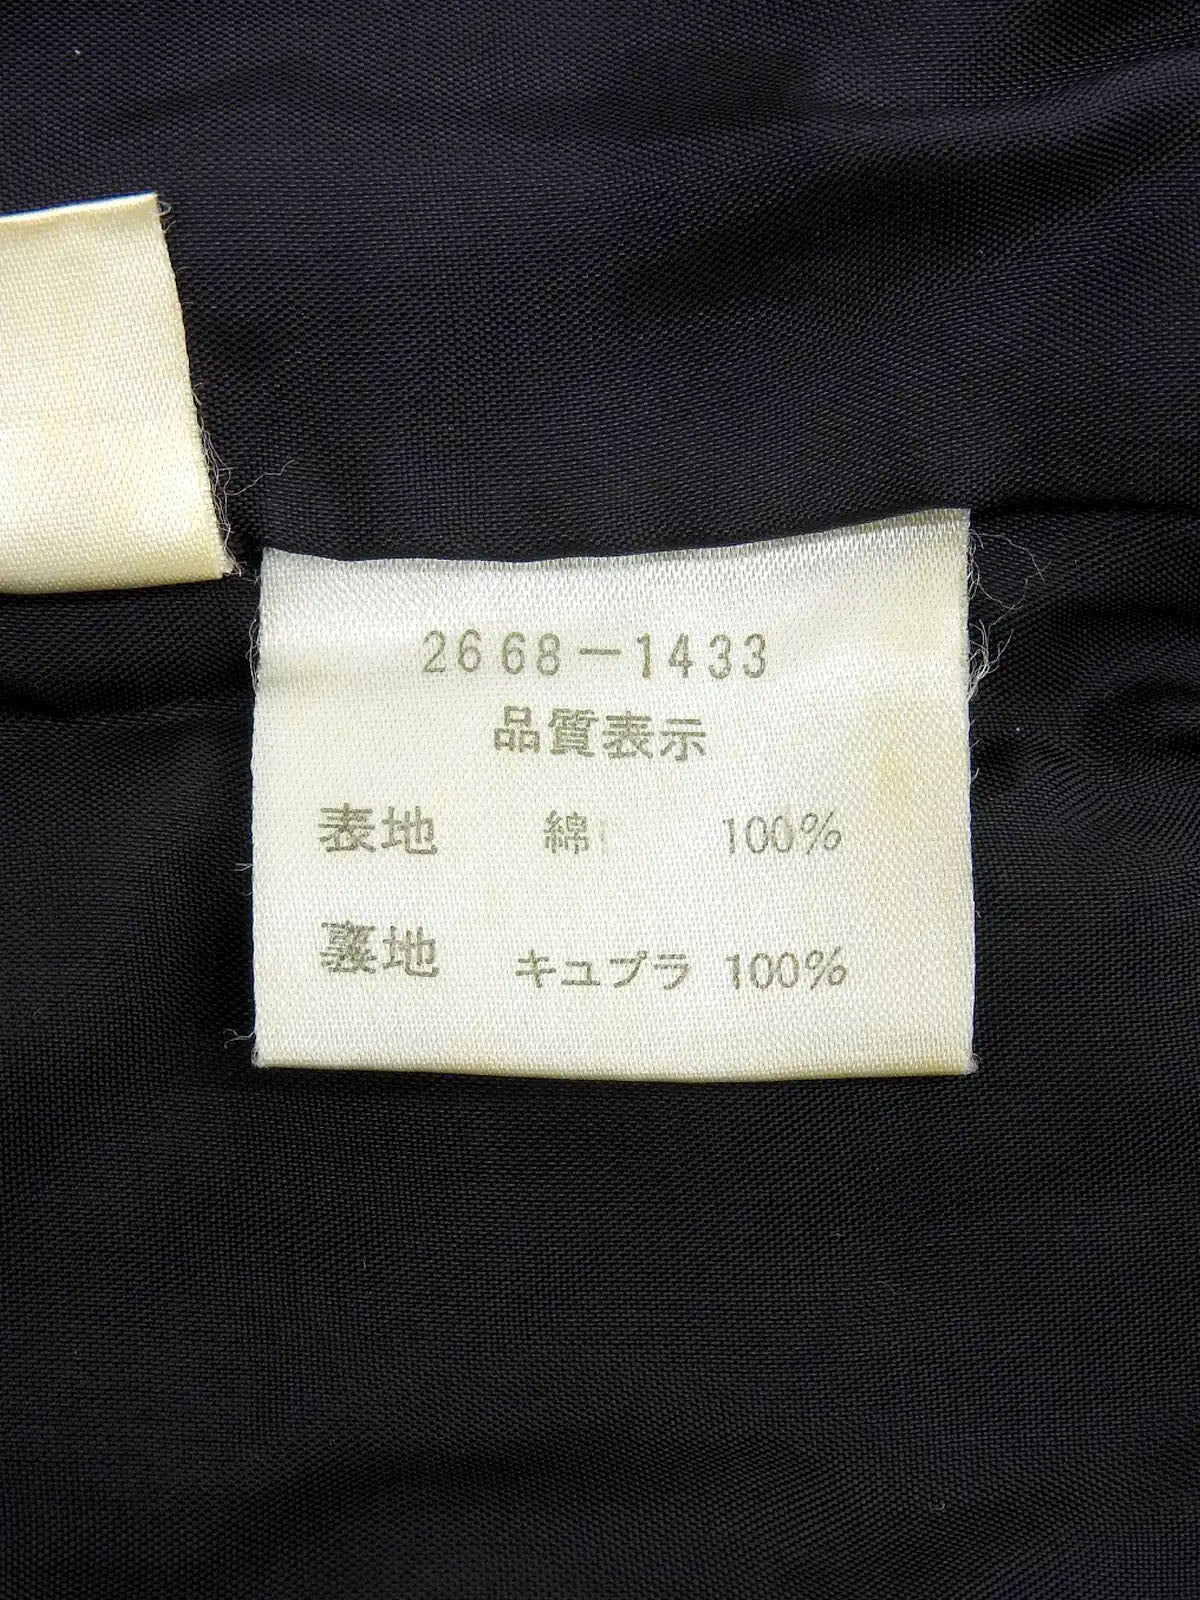 2668-1433
品質表示
表地 綿 100%
裏地 キュプラ 100%